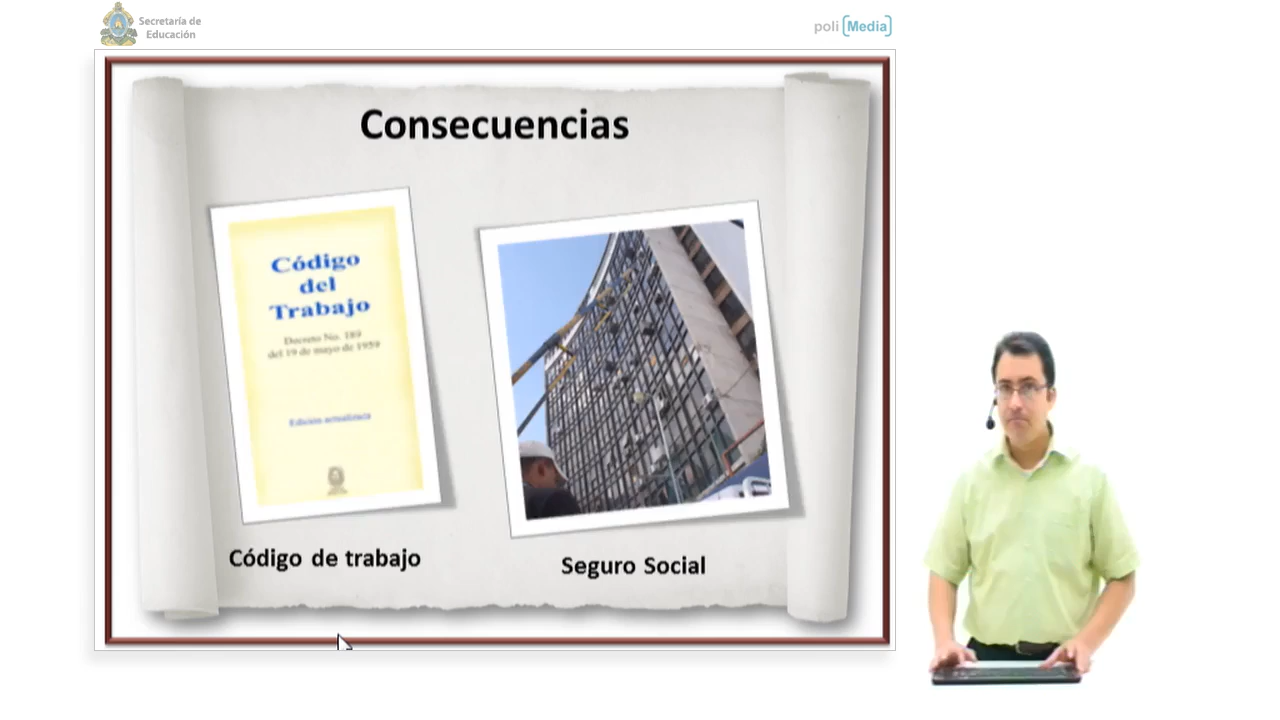 Secretaría de
Educación
poli [Media]
Consecuencias
Código
del
Trabajo
Decreto No. 189
del 19 de mayo de 1959
Edición actualizada
Código de trabajo
Seguro Social